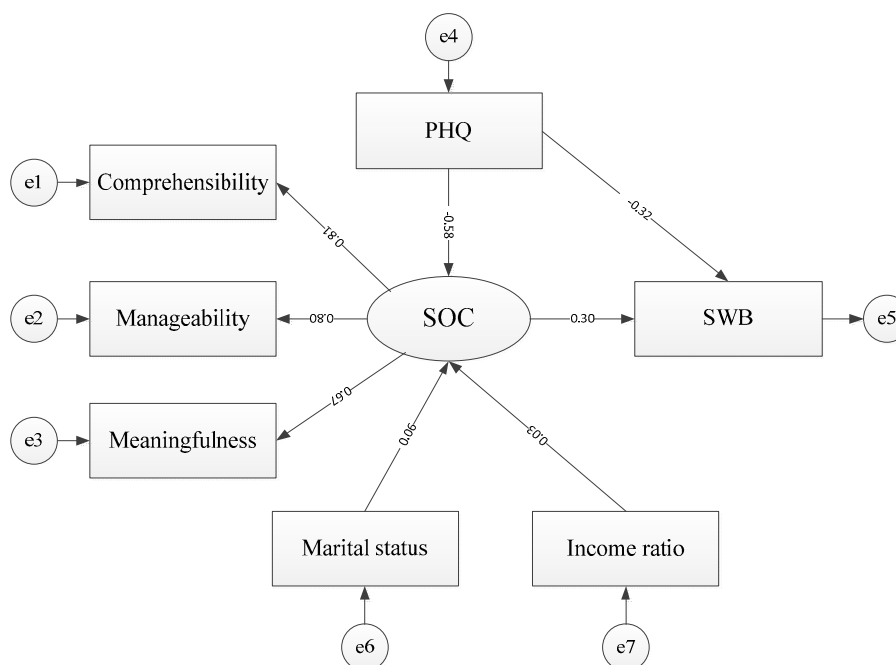 e4
PHQ
e1
Comprehensibility
-0.58
-0.32
0.81
e2
Manageability
0.80
SOC
0.30
SWB
e5
0.67
e3
Meaningfulness
0.06
0.03
Marital status
Income ratio
e6
e7